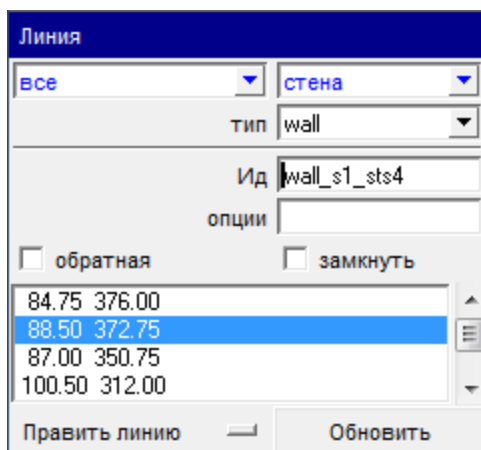 Линия
все стена
тип wall
Ид wall_s1_sts4
опции
обратная замкнуть
84.75 376.00
88.50 372.75
87.00 350.75
100.50 312.00
Править линию Обновить